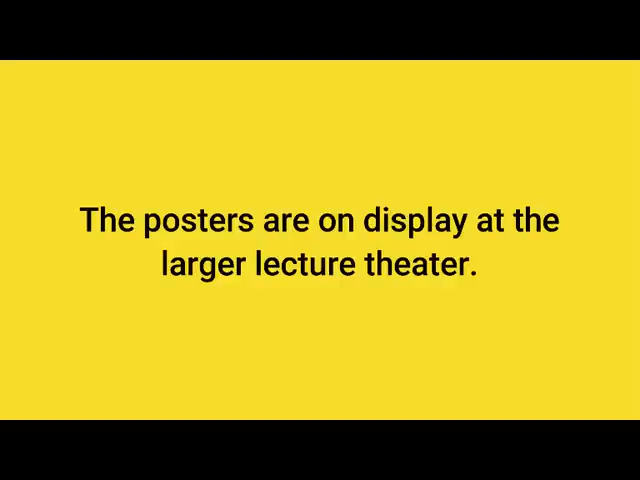 The posters are on display at the
larger lecture theater.